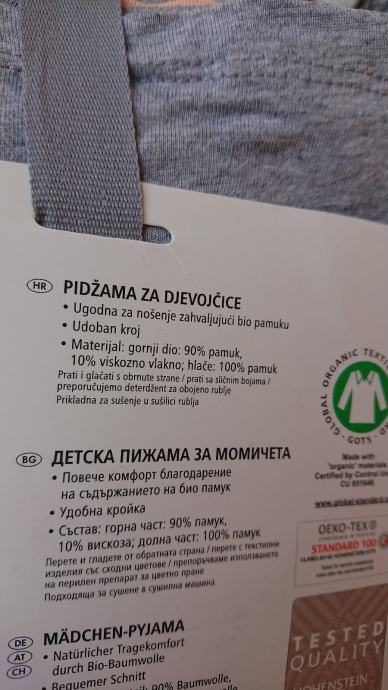 HR PIDŽAMA ZA DJEVOJČICE
• Ugodna za nošenje zahvaljujući bio pamuku
• Udoban kroj
• Materijal: gornji dio: 90% pamuk,
10% viskozno vlakno; hlače: 100% pamuk
Prati i glačati s obrnute strane / prati sa sličnim bojama /
preporučujemo deterdžent za obojeno rublje
Prikladna za sušenje u sušilici rublja
GLOBAL ORGANIC TEXTI
GOTS
Made with
'organic' materials
Certified by Control Un
CU 851646
www.global-standard.o
BG ДЕТСКА ПИЖАМА ЗА МОМИЧЕТА
• Повече комфорт благодарение
на съдържанието на био памук
• Удобна кройка
• Състав: горна част: 90% памук,
10% вискоза; долна част: 100% памук
Перете и гладете от обратната страна / перете с текстилни
изделия със сходни цветове / препоръчваме използването
на перилен препарат за цветно пране
Подходяща за сушене в сушилна машина
OEKO-TEX®
STANDARD 100
DE AT CH MÄDCHEN-PYJAMA
• Natürlicher Tragekomfort
durch Bio-Baumwolle
• Bequemer Schnitt
90% Baumwolle,
TESTED
QUALITY
HOHENSTEIN